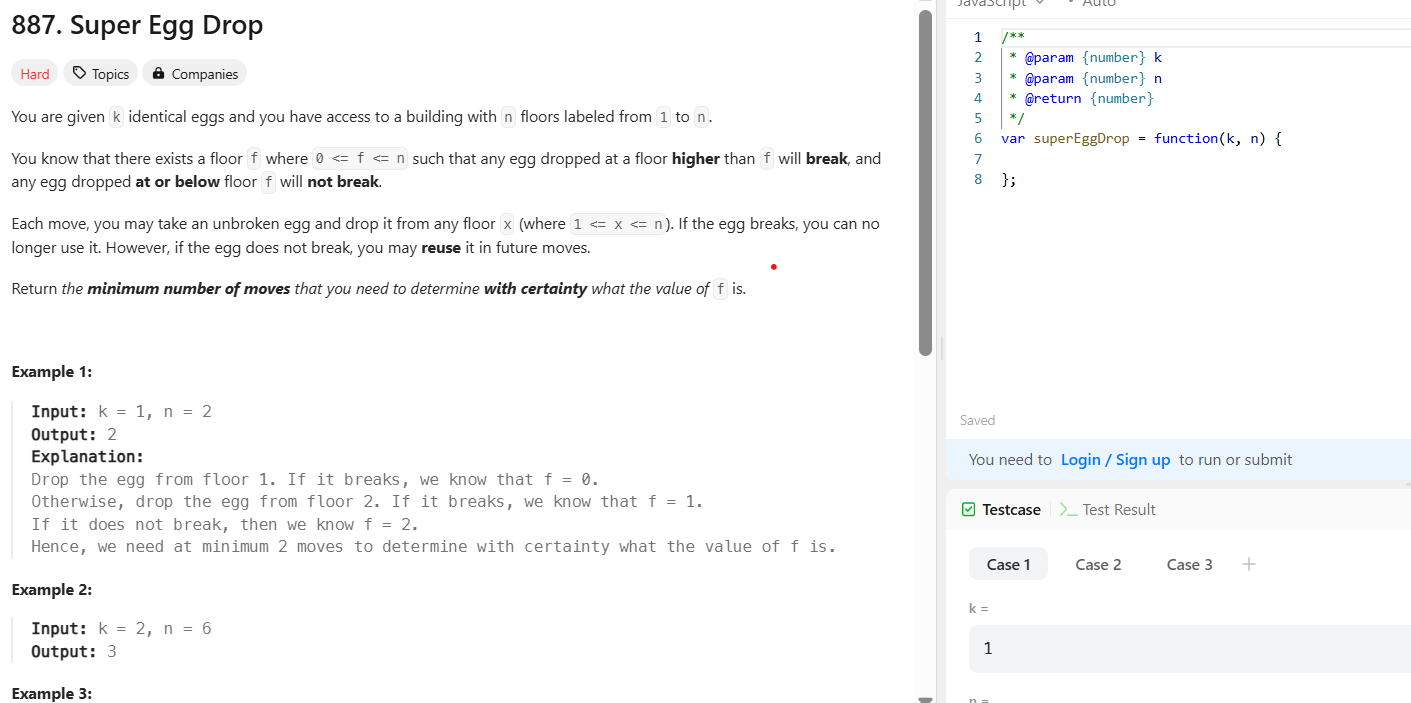 887. Super Egg Drop
Hard Topics Companies
You are given k identical eggs and you have access to a building with n floors labeled from 1 to n.
You know that there exists a floor f where 0 <= f <= n such that any egg dropped at a floor higher than f will break, and
any egg dropped at or below floor f will not break.
Each move, you may take an unbroken egg and drop it from any floor x (where 1 <= x <= n). If the egg breaks, you can no
longer use it. However, if the egg does not break, you may reuse it in future moves.
Return the minimum number of moves that you need to determine with certainty what the value of f is.
Example 1:
Input: k = 1, n = 2
Output: 2
Explanation:
Drop the egg from floor 1. If it breaks, we know that f = 0.
Otherwise, drop the egg from floor 2. If it breaks, we know that f = 1.
If it does not break, then we know f = 2.
Hence, we need at minimum 2 moves to determine with certainty what the value of f is.
Example 2:
Input: k = 2, n = 6
Output: 3
Example 3:
JavaScript Auto
1 /**
2 * @param {number} k
3 * @param {number} n
4 * @return {number}
5 */
6 var superEggDrop = function(k, n) {
7
8 };
Saved
You need to Login / Sign up to run or submit
Testcase >_ Test Result
Case 1 Case 2 Case 3 +
k =
1
n =